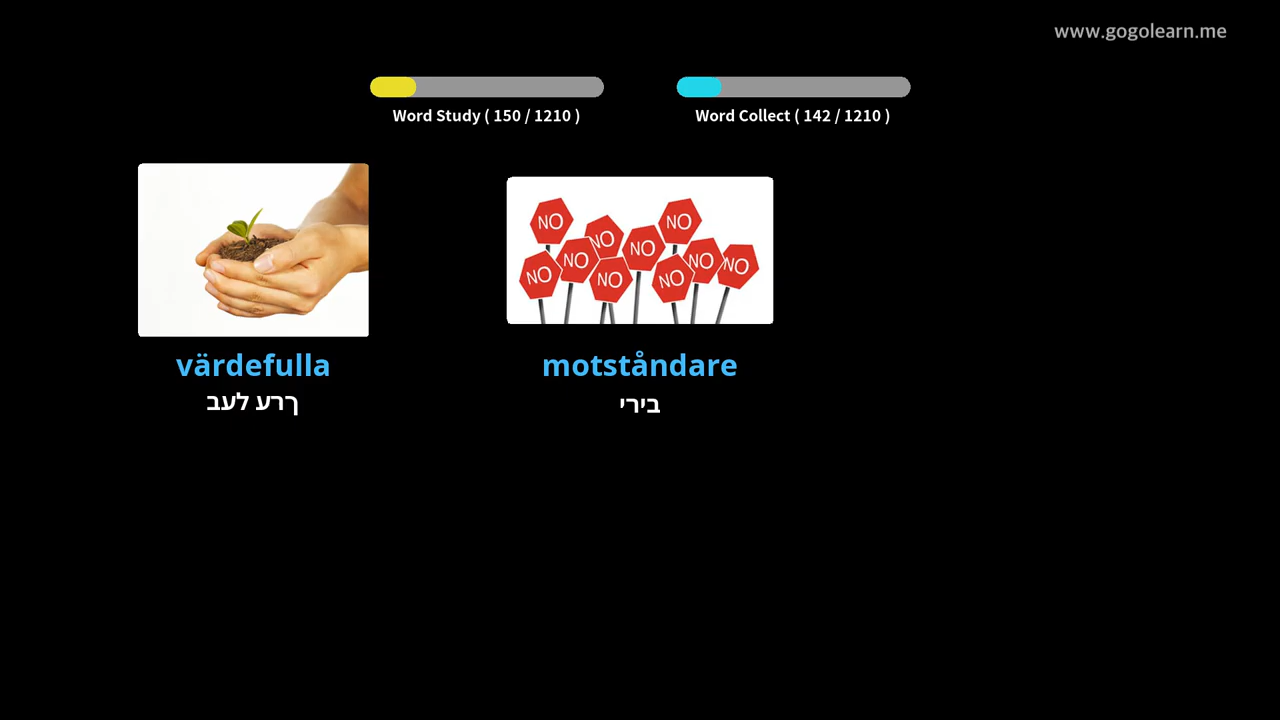 www.gogolearn.me
Word Study ( 150 / 1210 )
Word Collect ( 142 / 1210 )
värdefulla
בעל ערך
motståndare
יריב
NO
NO
NO
NO
NO
NO
NO
NO
NO
NO